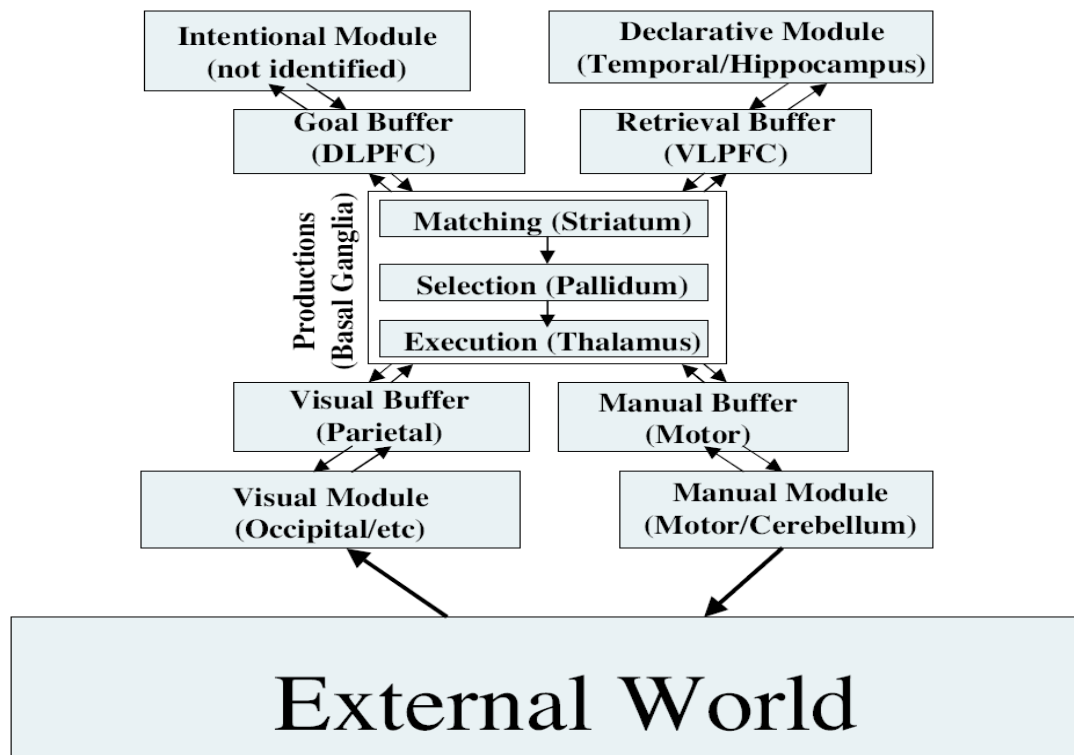 Intentional Module
(not identified)
Declarative Module
(Temporal/Hippocampus)
Goal Buffer
(DLPFC)
Retrieval Buffer
(VLPFC)
Productions
(Basal Ganglia)
Matching (Striatum)
Selection (Pallidum)
Execution (Thalamus)
Visual Buffer
(Parietal)
Manual Buffer
(Motor)
Visual Module
(Occipital/etc)
Manual Module
(Motor/Cerebellum)
External World